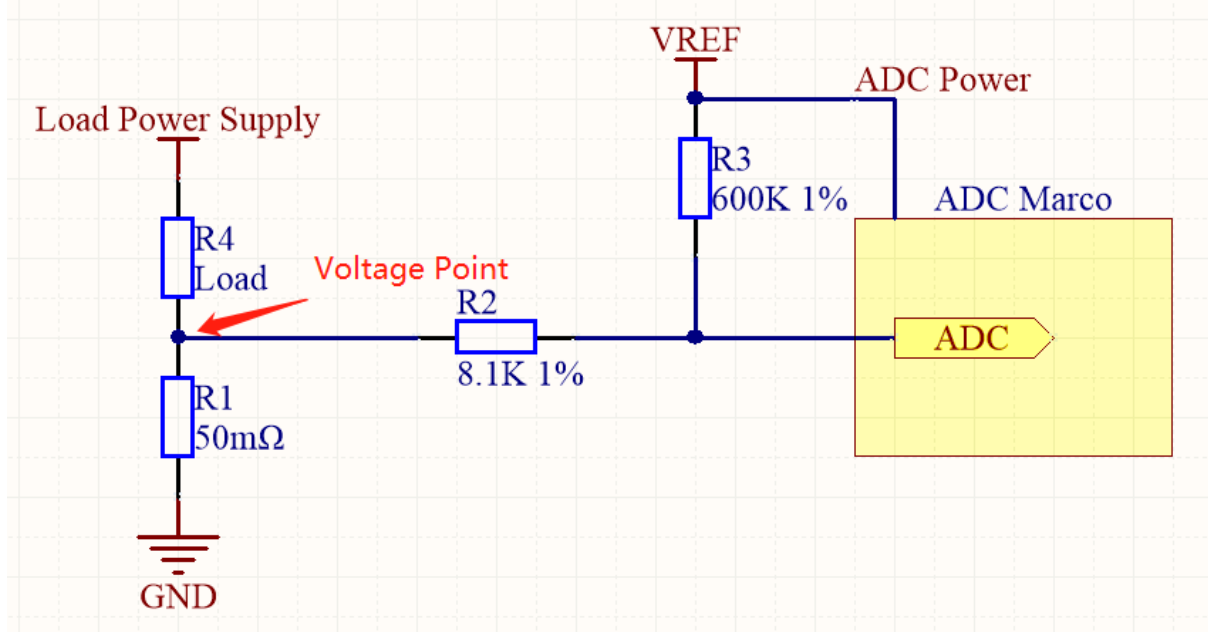 VREF
ADC Power
Load Power Supply
R3
600K 1%
ADC Marco
R4
Load
Voltage Point
R2
8.1K 1%
ADC
R1
50mΩ
GND